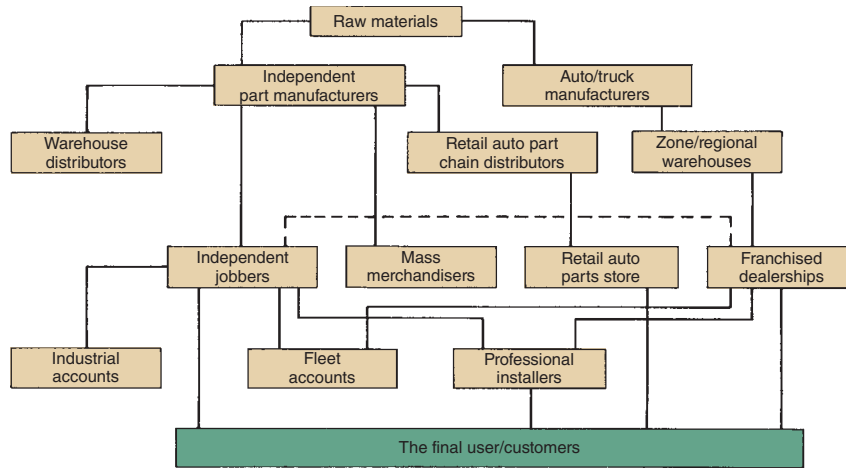 Raw materials
Independent
part manufacturers
Auto/truck
manufacturers
Warehouse
distributors
Retail auto part
chain distributors
Zone/regional
warehouses
Independent
jobbers
Mass
merchandisers
Retail auto
parts store
Franchised
dealerships
Industrial
accounts
Fleet
accounts
Professional
installers
The final user/customers